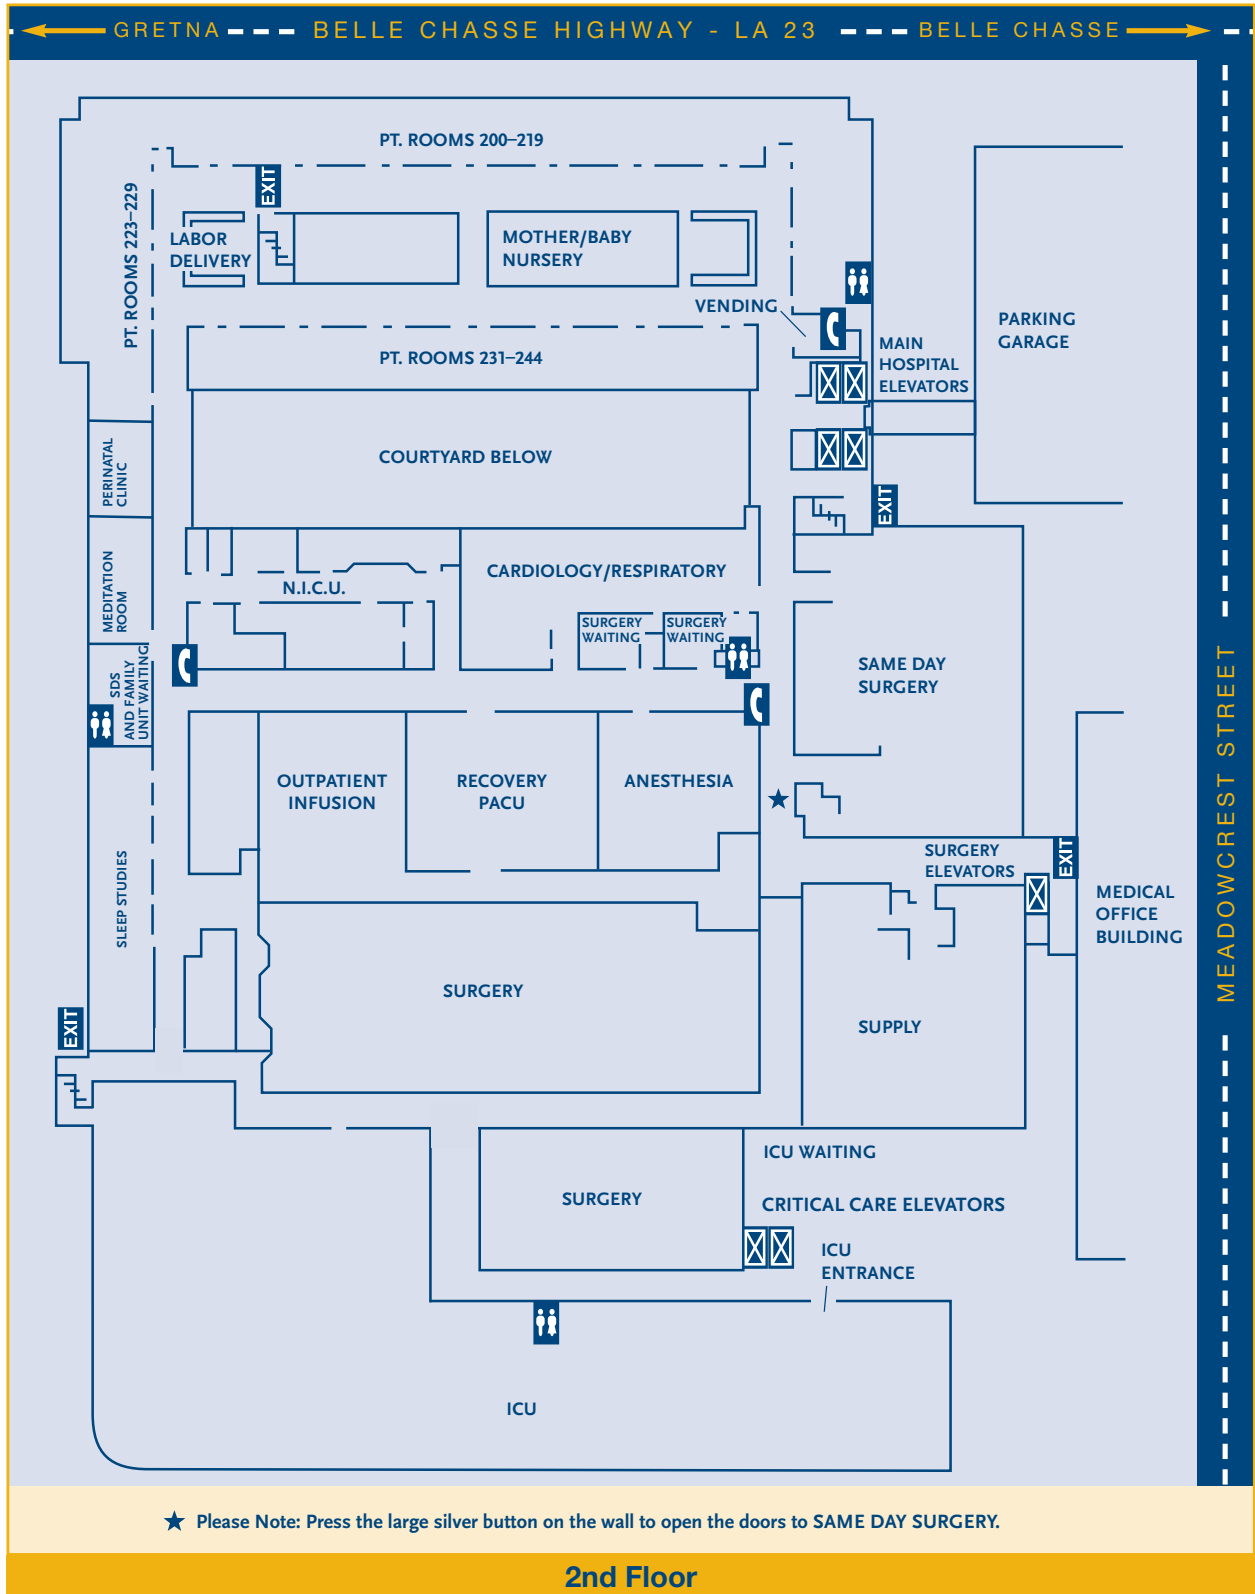 GRETNA
BELLE CHASSE HIGHWAY - LA 23
BELLE CHASSE
PT. ROOMS 200–219
EXIT
PT. ROOMS 223–229
LABOR
DELIVERY
MOTHER/BABY
NURSERY
VENDING
PARKING
GARAGE
MAIN
HOSPITAL
ELEVATORS
PT. ROOMS 231–244
COURTYARD BELOW
PERINATAL
CLINIC
EXIT
MEDITATION
ROOM
N.I.C.U.
CARDIOLOGY/RESPIRATORY
SURGERY
WAITING
SURGERY
WAITING
SDS
AND FAMILY
UNIT WAITING
SAME DAY
SURGERY
MEADOWCREST STREET
OUTPATIENT
INFUSION
RECOVERY
PACU
ANESTHESIA
SURGERY
ELEVATORS
EXIT
MEDICAL
OFFICE
BUILDING
SLEEP STUDIES
SURGERY
SUPPLY
EXIT
ICU WAITING
SURGERY
CRITICAL CARE ELEVATORS
ICU
ENTRANCE
ICU
Please Note: Press the large silver button on the wall to open the doors to SAME DAY SURGERY.
2nd Floor